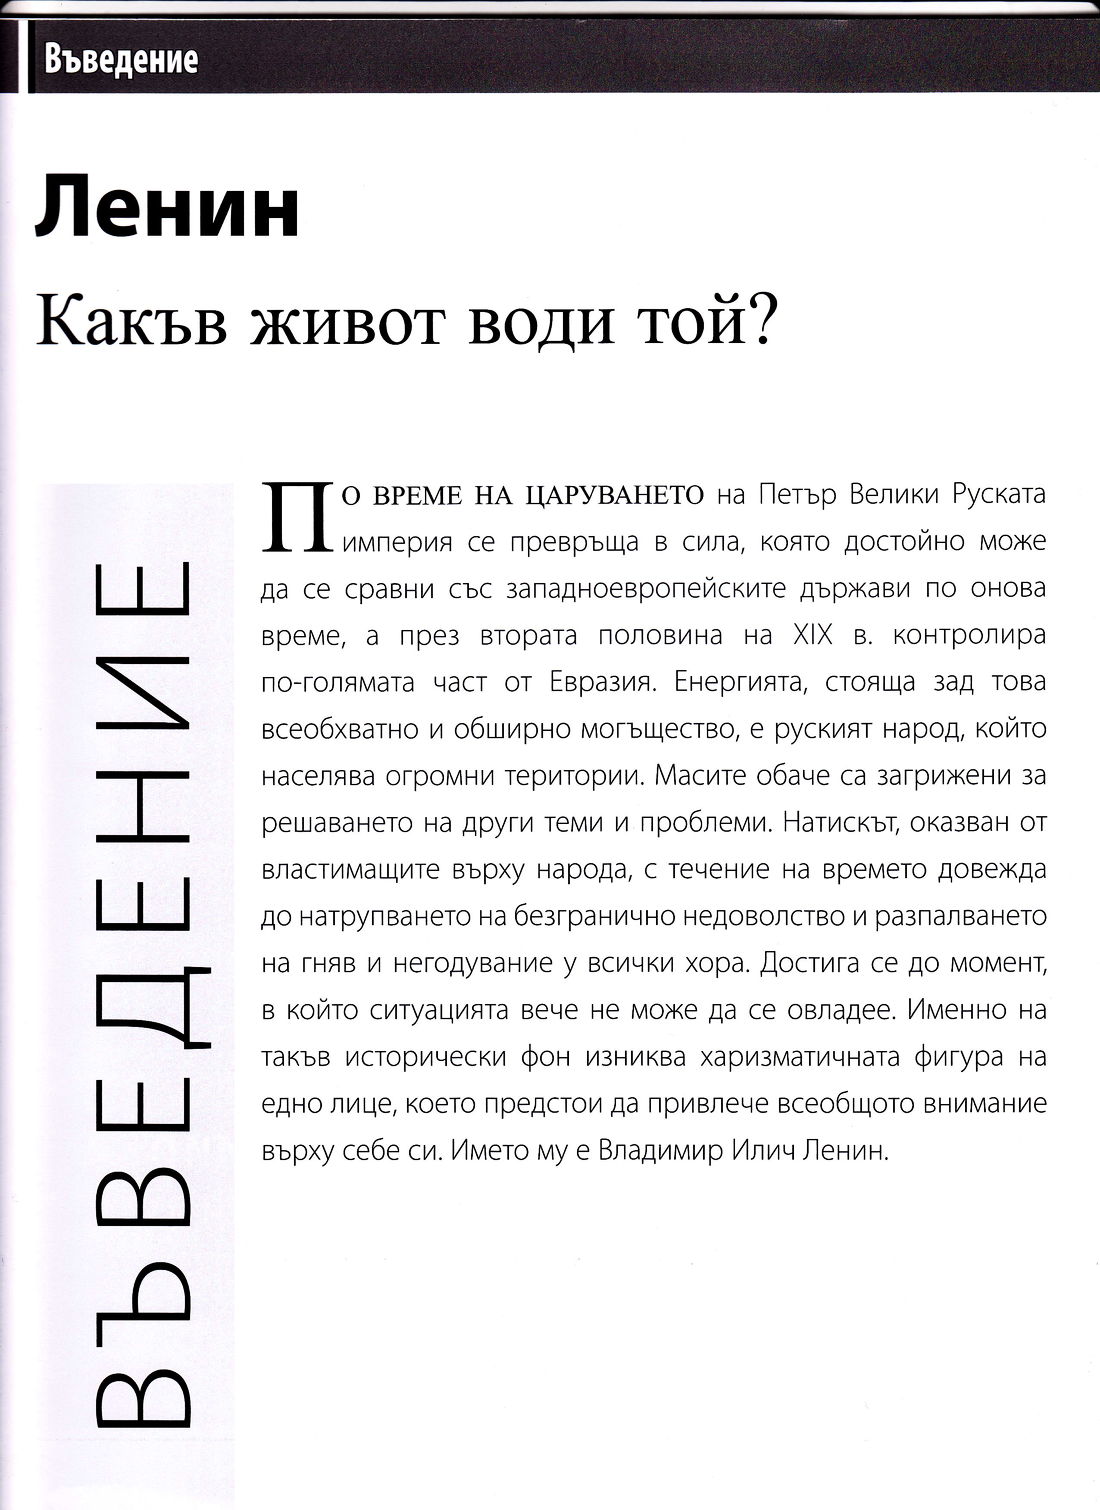 Въведение
Ленин
Какъв живот води той?
ВЪВЕДЕНИЕ
ПО ВРЕМЕ НА ЦАРУВАНЕТО на Петър Велики Руската
империя се превръща в сила, която достойно може
да се сравни със западноевропейските държави по онова
време, а през втората половина на XIX в. контролира
по-голямата част от Евразия. Енергията, стояща зад това
всеобхватно и обширно могъщество, е руският народ, който
населява огромни територии. Масите обаче са загрижени за
решаването на други теми и проблеми. Натискът, оказван от
властимащите върху народа, с течение на времето довежда
до натрупването на безгранично недоволство и разпалването
на гняв и негодувание у всички хора. Достига се до момент,
в който ситуацията вече не може да се овладее. Именно на
такъв исторически фон изниква харизматичната фигура на
едно лице, което предстои да привлече всеобщото внимание
върху себе си. Името му е Владимир Илич Ленин.